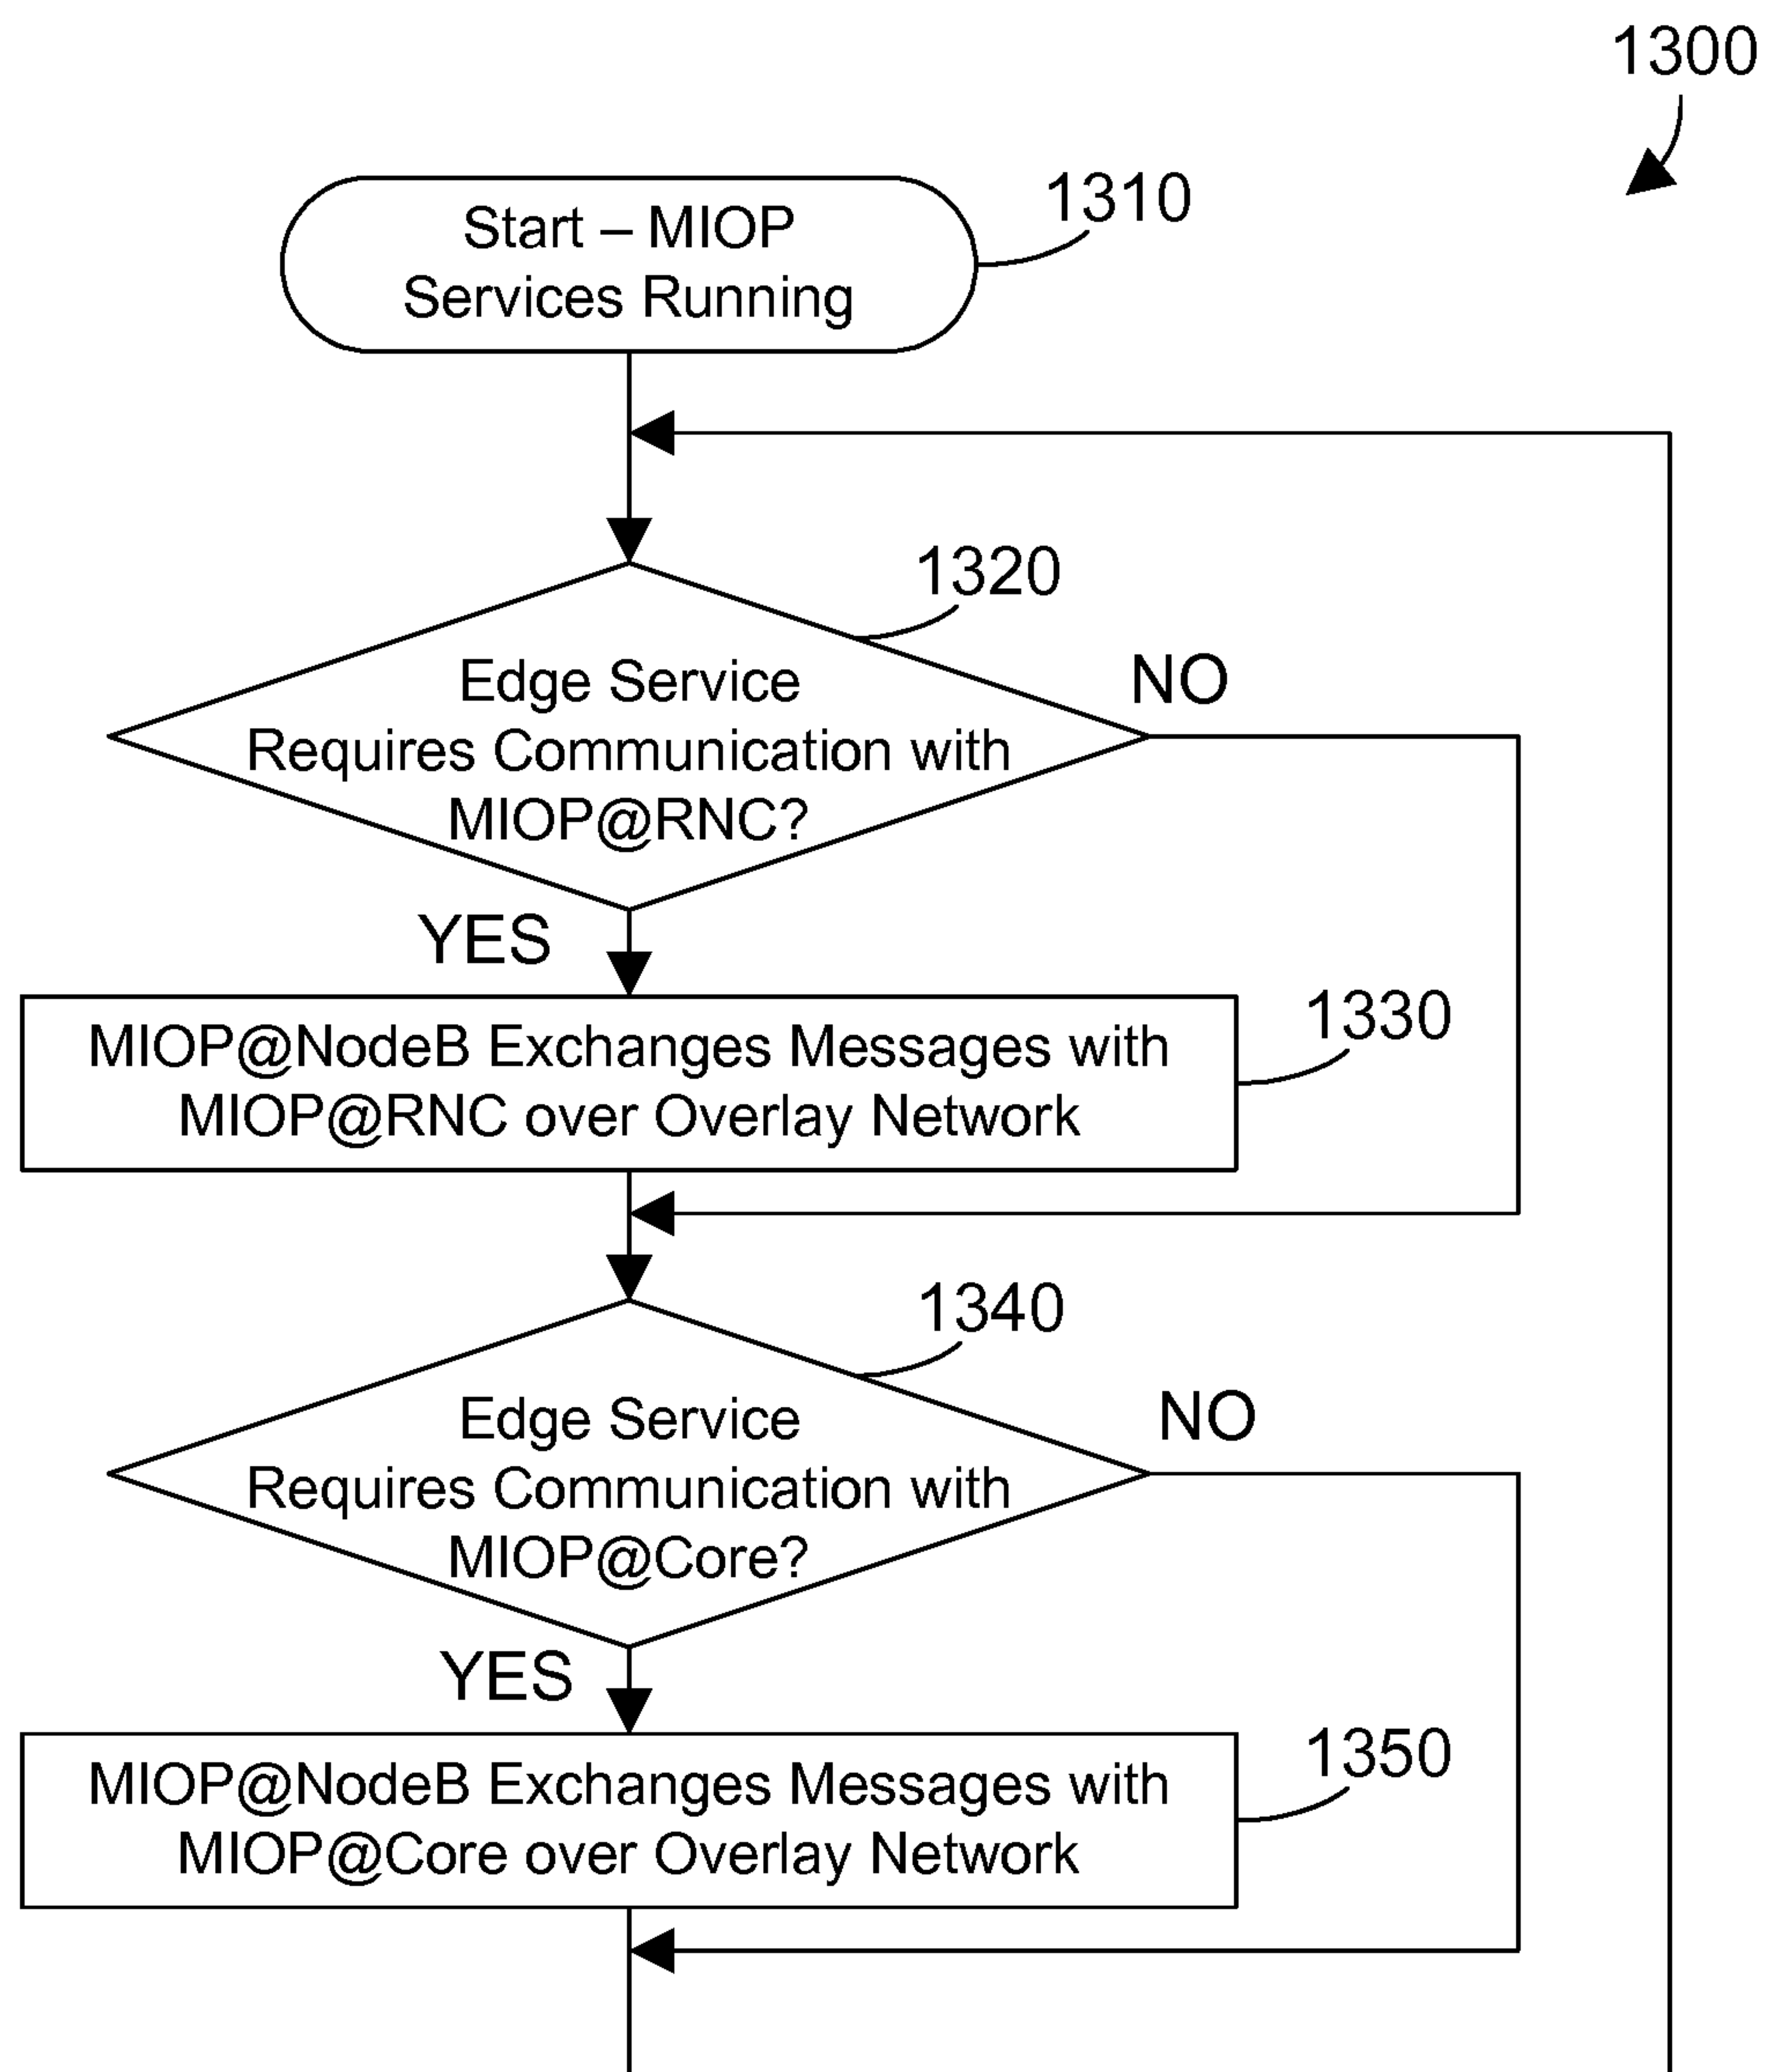 1300
1310
Start – MIOP
Services Running
1320
Edge Service
Requires Communication with
MIOP@RNC?
NO
YES
1330
MIOP@NodeB Exchanges Messages with
MIOP@RNC over Overlay Network
1340
Edge Service
Requires Communication with
MIOP@Core?
NO
YES
1350
MIOP@NodeB Exchanges Messages with
MIOP@Core over Overlay Network